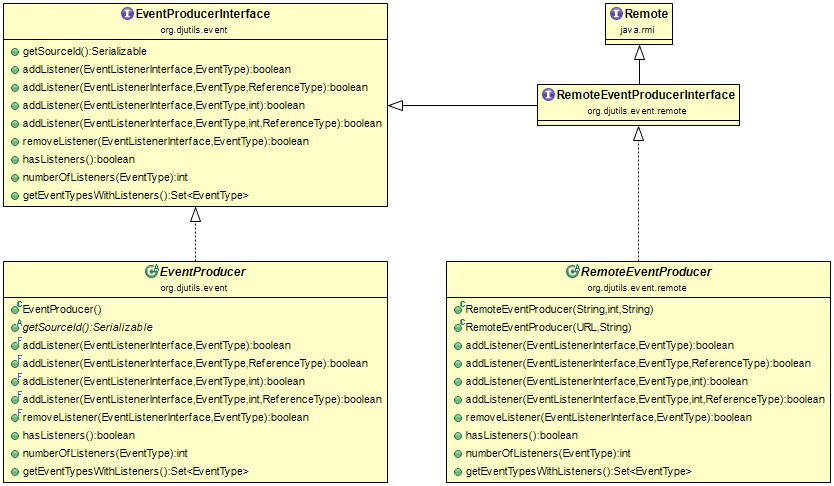 EventProducerInterface
org.djutils.event
getSourceId():Serializable
addListener(EventListenerInterface,EventType):boolean
addListener(EventListenerInterface,EventType,ReferenceType):boolean
addListener(EventListenerInterface,EventType,int):boolean
addListener(EventListenerInterface,EventType,int,ReferenceType):boolean
removeListener(EventListenerInterface,EventType):boolean
hasListeners():boolean
numberOfListeners(EventType):int
getEventTypesWithListeners():Set<EventType>
Remote
java.rmi
RemoteEventProducerInterface
org.djutils.event.remote
EventProducer
org.djutils.event
EventProducer()
getSourceId():Serializable
addListener(EventListenerInterface,EventType):boolean
addListener(EventListenerInterface,EventType,ReferenceType):boolean
addListener(EventListenerInterface,EventType,int):boolean
addListener(EventListenerInterface,EventType,int,ReferenceType):boolean
removeListener(EventListenerInterface,EventType):boolean
hasListeners():boolean
numberOfListeners(EventType):int
getEventTypesWithListeners():Set<EventType>
RemoteEventProducer
org.djutils.event.remote
RemoteEventProducer(String,int,String)
RemoteEventProducer(URL,String)
addListener(EventListenerInterface,EventType):boolean
addListener(EventListenerInterface,EventType,ReferenceType):boolean
addListener(EventListenerInterface,EventType,int):boolean
addListener(EventListenerInterface,EventType,int,ReferenceType):boolean
removeListener(EventListenerInterface,EventType):boolean
hasListeners():boolean
numberOfListeners(EventType):int
getEventTypesWithListeners():Set<EventType>